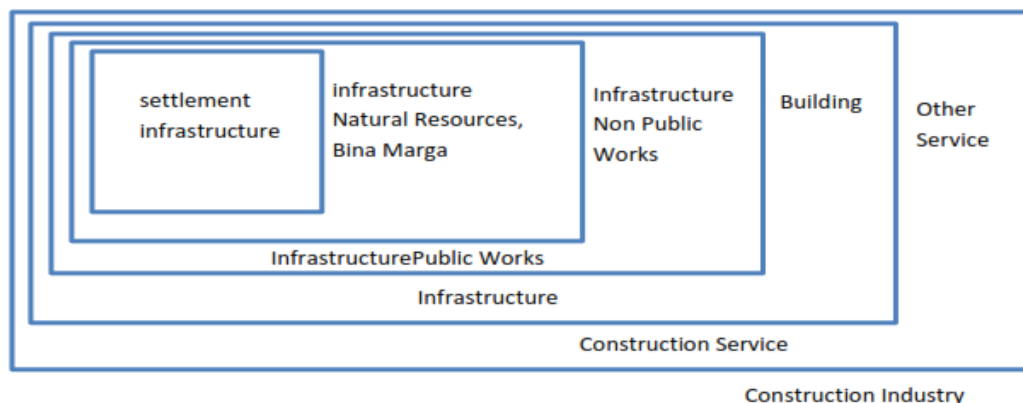 settlement
infrastructure
infrastructure
Natural Resources,
Bina Marga
Infrastructure
Non Public
Works
Building
Other
Service
InfrastructurePublic Works
Infrastructure
Construction Service
Construction Industry